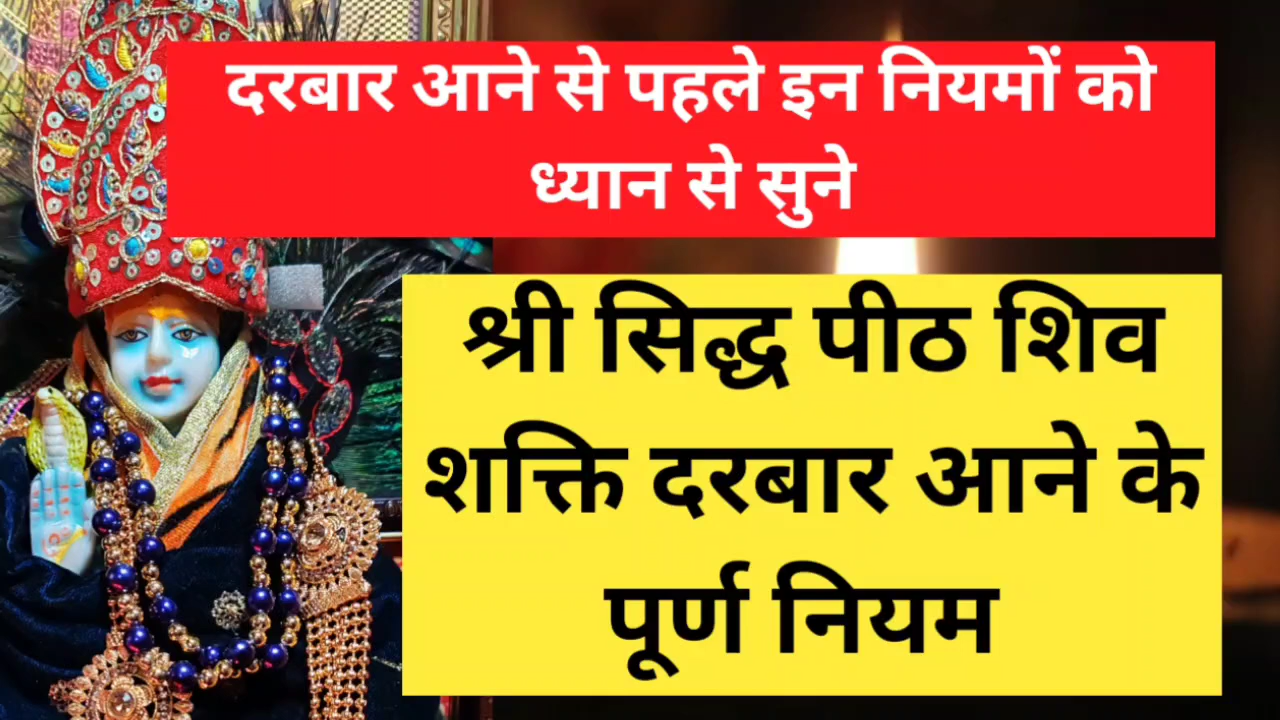 दरबार आने से पहले इन नियमों को
ध्यान से सुने
श्री सिद्ध पीठ शिव
शक्ति दरबार आने के
पूर्ण नियम